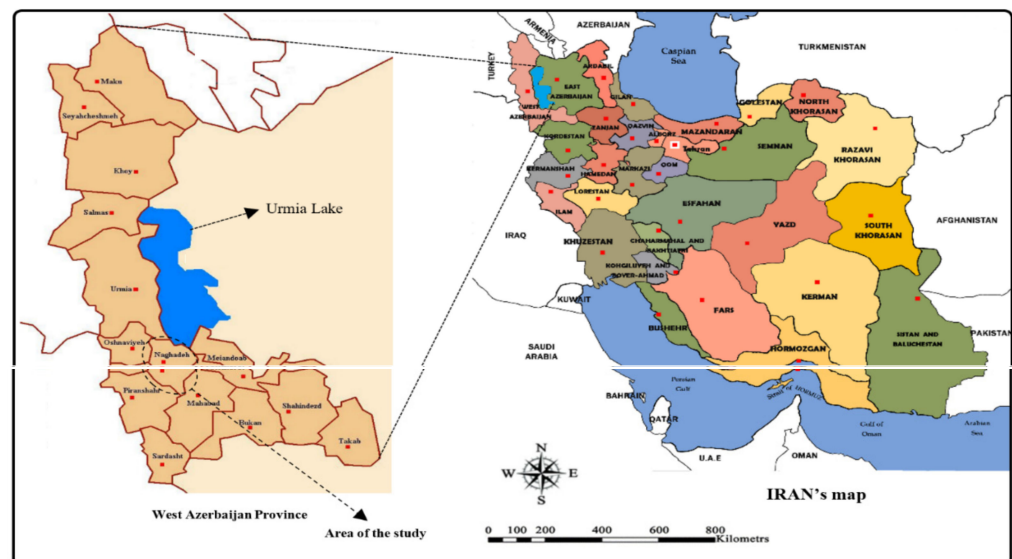 Maku
Seyahcheshmeh
Khoy
Salmas
Urmia Lake
Urmia
Oshnaviyeh
Naghadeh
Meiandoab
Piranshahr
Mahabad
Shahindezd
Bukan
Takab
Sardasht
West Azerbaijan Province
Area of the study
ARMENIA
AZERBAIJAN
Caspian
Sea
TURKMENISTAN
TURKEY
ARDABIL
EAST
AZERBAIJAN
WEST
AZERBAIJAN
GILAN
GOLESTAN
NORTH
KHORASAN
ZANJAN
QAZVIN
ALBORZ
MAZANDARAN
Tehran
SEMNAN
RAZAVI
KHORASAN
KORDESTAN
KERMANSHAH
HAMEDAN
MARKAZI
QOM
LORESTAN
ILAM
ESFAHAN
YAZD
SOUTH
KHORASAN
AFGHANISTAN
IRAQ
KHUZESTAN
CHAHARMAHAL AND
BAKHTIARI
KOHGILUYEH AND
BOYER-AHMAD
KUWAIT
FARS
KERMAN
BUSHEHR
SISTAN AND
BALUCHESTAN
PAKISTAN
SAUDI
ARABIA
HORMOZGAN
Persian
Gulf
Strait of HORMUZ
BAHRAIN
QATAR
Gulf of
Oman
Arabian
Sea
U.A.E
OMAN
N
W
E
S
IRAN's map
0 100 200 400 600 800
Kilometrs